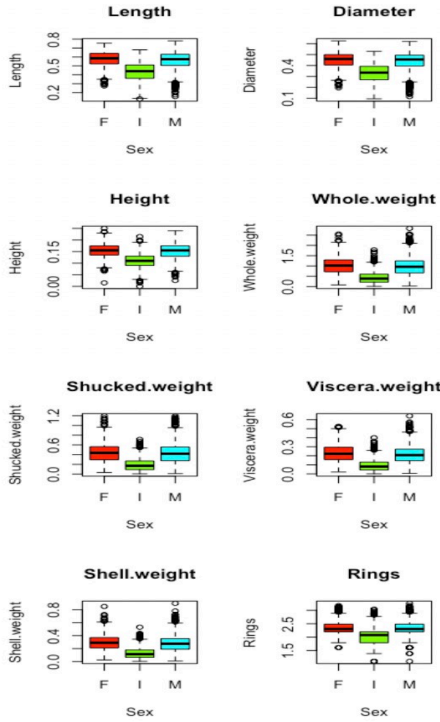 Length
Length
0.8
0.5
0.2
F I M
Sex
Diameter
Diameter
0.4
0.1
F I M
Sex
Height
Height
0.15
0.00
F I M
Sex
Whole.weight
Whole.weight
1.5
0.0
F I M
Sex
Shucked.weight
Shucked.weight
1.2
0.6
0.0
F I M
Sex
Viscera.weight
Viscera.weight
0.6
0.3
0.0
F I M
Sex
Shell.weight
Shell.weight
0.8
0.4
0.0
F I M
Sex
Rings
Rings
2.5
1.5
F I M
Sex